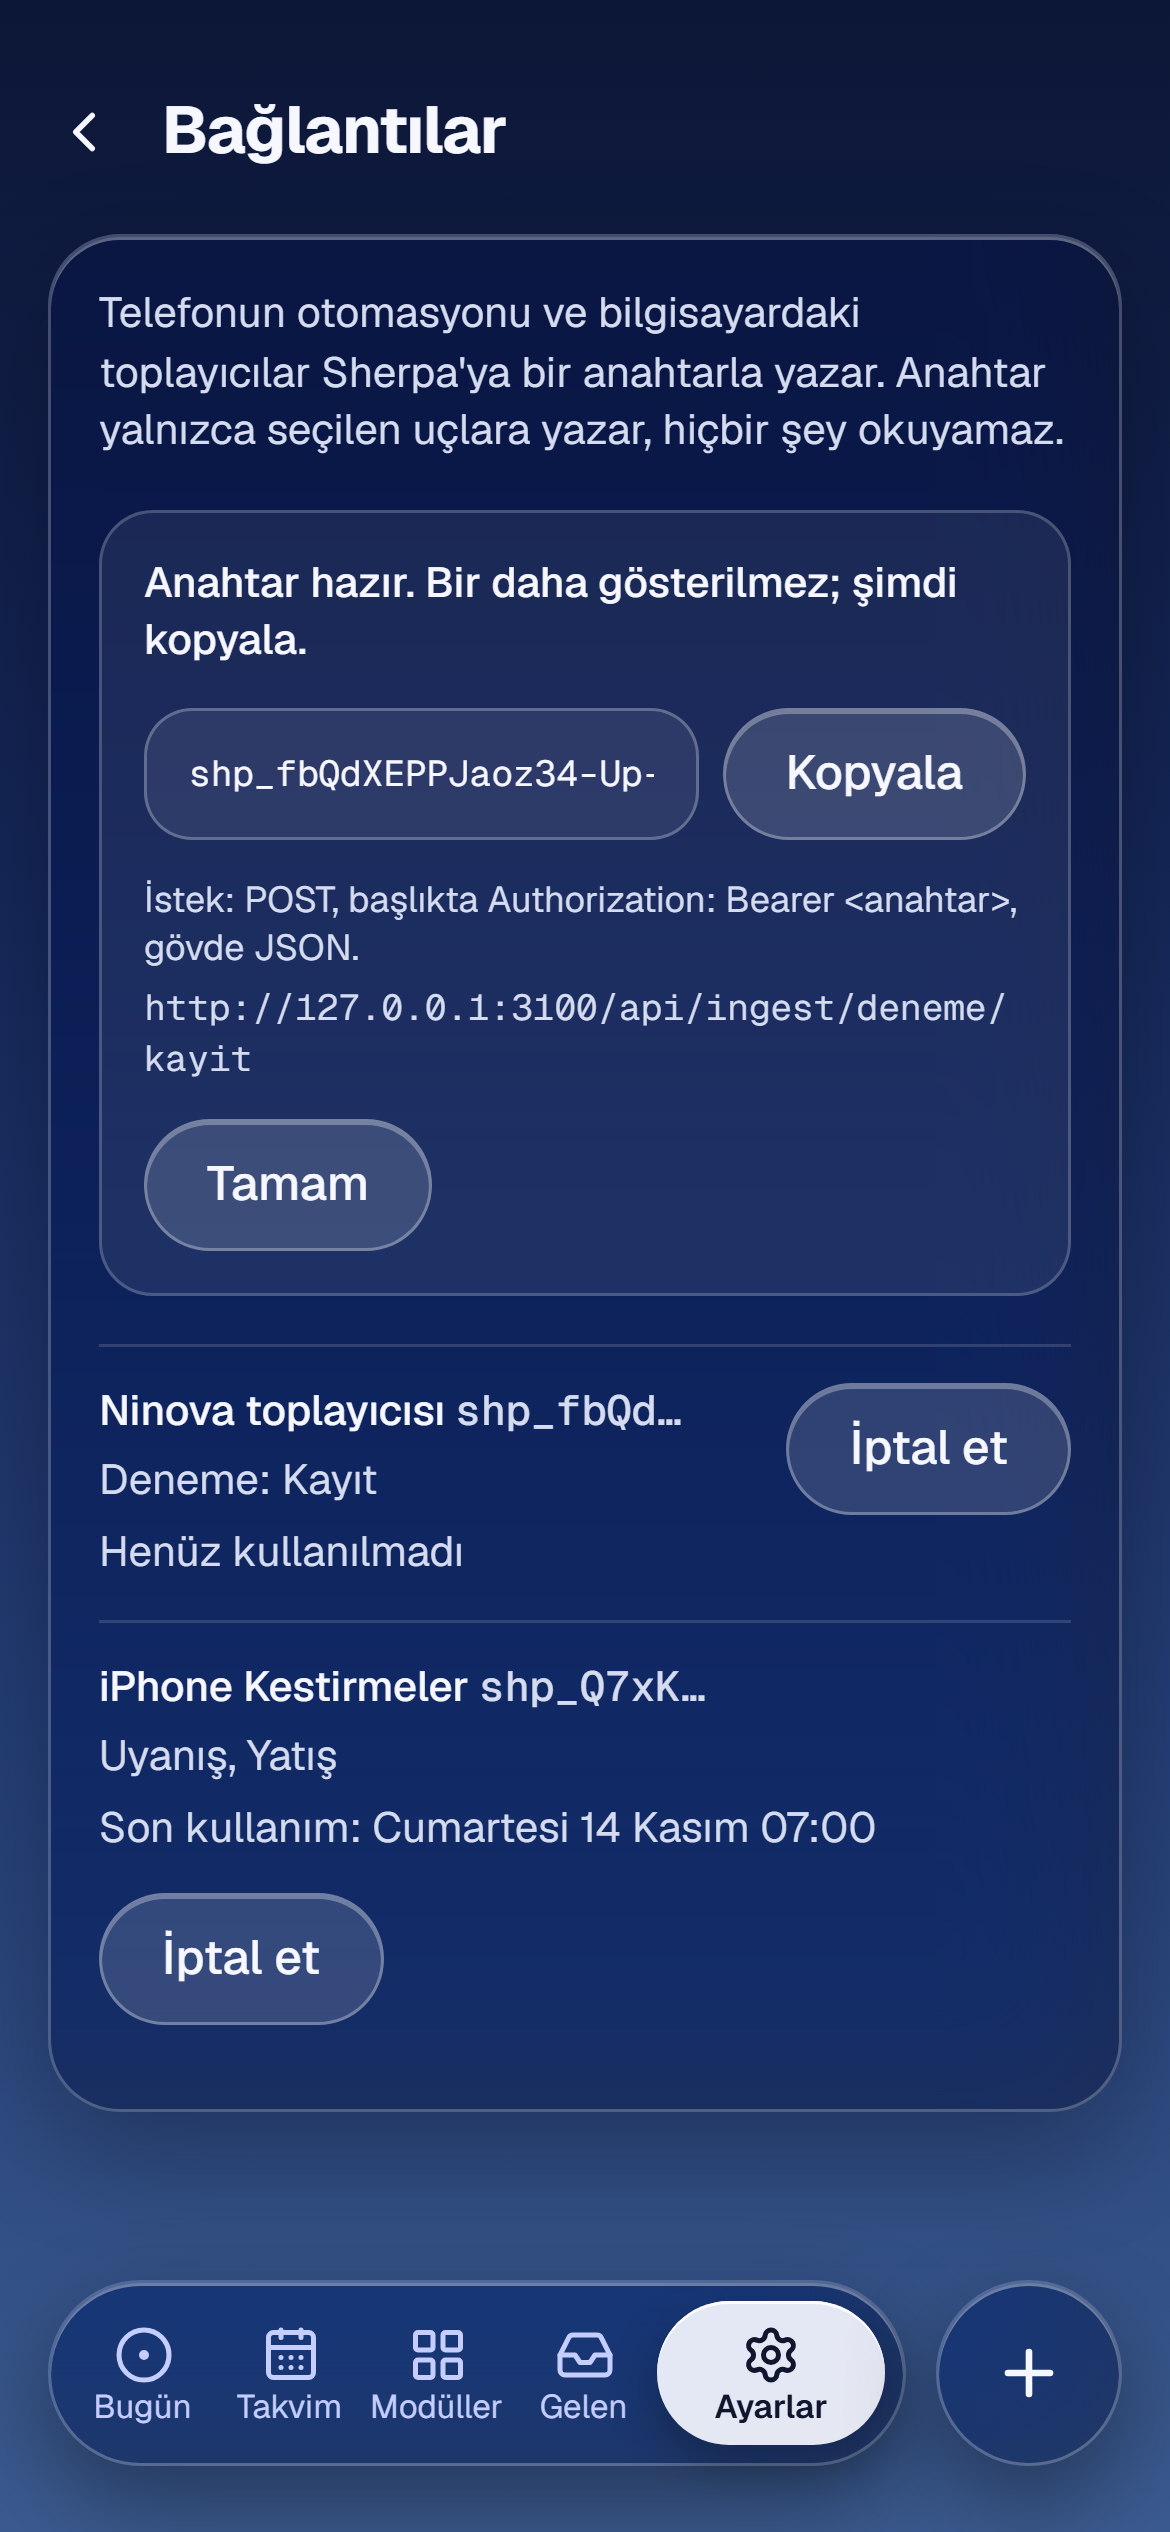 Bağlantılar
Telefonun otomasyonu ve bilgisayardaki
toplayıcılar Sherpa'ya bir anahtarla yazar. Anahtar
yalnızca seçilen uçlara yazar, hiçbir şey okuyamaz.
Anahtar hazır. Bir daha gösterilmez; şimdi
kopyala.
shp_fbQdXEPPJaoz34-Up-
Kopyala
İstek: POST, başlıkta Authorization: Bearer <anahtar>,
gövde JSON.
http://127.0.0.1:3100/api/ingest/deneme/
kayit
Tamam
Ninova toplayıcısı shp_fbQd…
İptal et
Deneme: Kayıt
Henüz kullanılmadı
iPhone Kestirmeler shp_Q7xK…
Uyanış, Yatış
Son kullanım: Cumartesi 14 Kasım 07:00
İptal et
Bugün
Takvim
Modüller
Gelen
Ayarlar